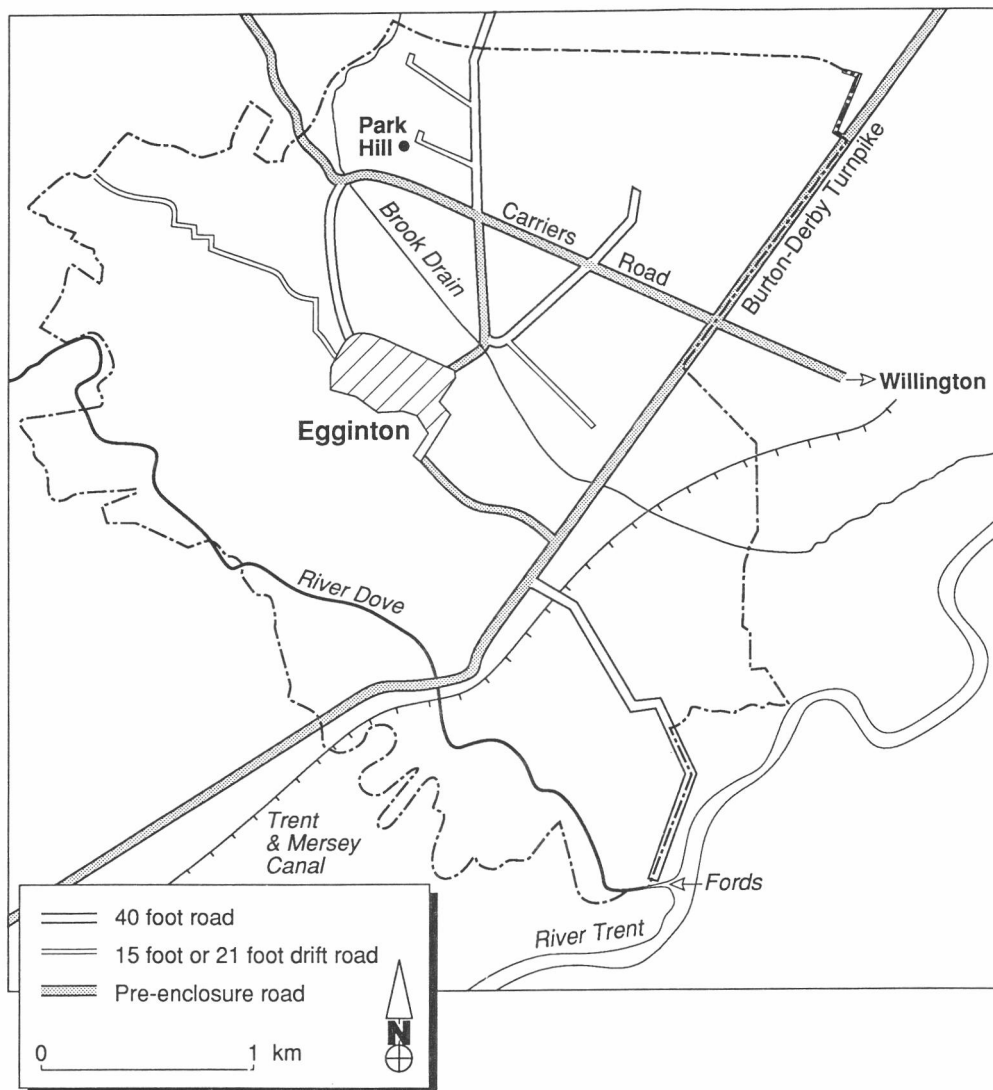 Park
Hill
Carriers
Road
Brook Drain
Burton-Derby Turnpike
Willington
Egginton
River Dove
Trent
& Mersey
Canal
Fords
River Trent
40 foot road
15 foot or 21 foot drift road
Pre-enclosure road
N
0 1 km